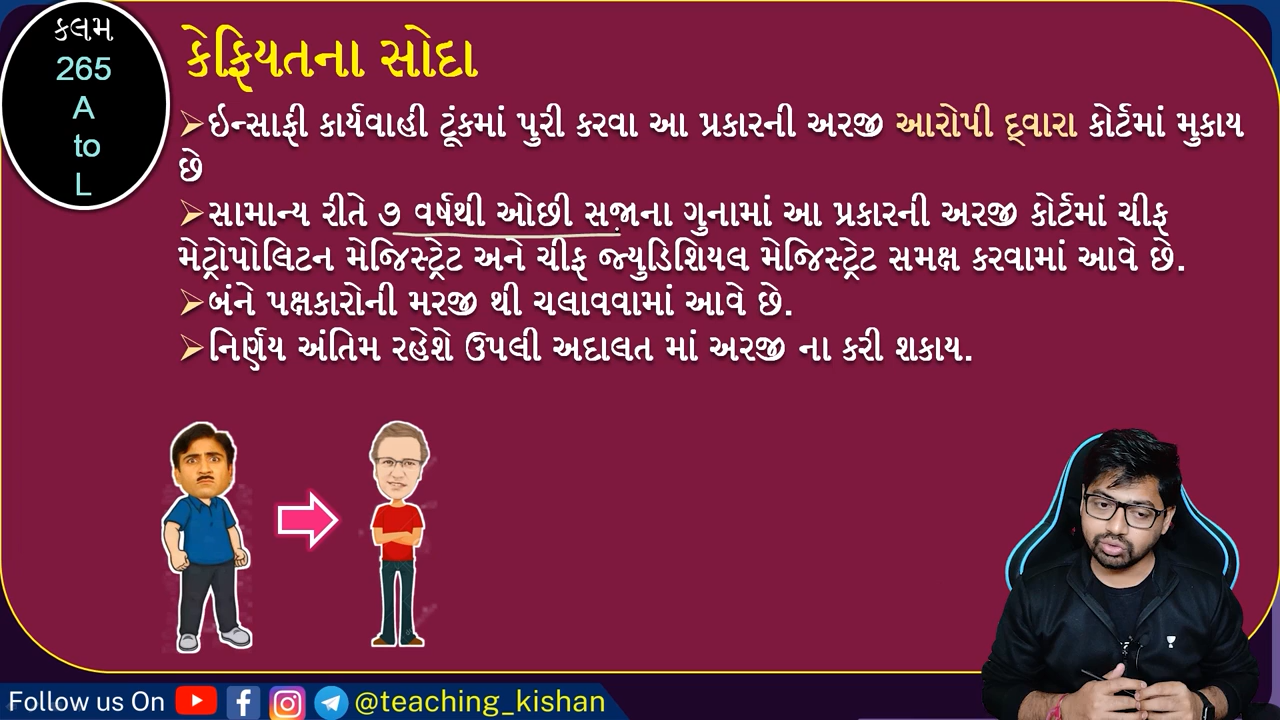 કલમ
265
A
to
L
કેફિયતના સોદા
➢ઇન્સાફી કાર્યવાહી ટૂંકમાં પુરી કરવા આ પ્રકારની અરજી આરોપી દ્વારા કોર્ટમાં મુકાય
છે
➢સામાન્ય રીતે ૭ વર્ષથી ઓછી સજાના ગુનામાં આ પ્રકારની અરજી કોર્ટમાં ચીફ
મેટ્રોપોલિટન મેજિસ્ટ્રેટ અને ચીફ જ્યુડિશિયલ મેજિસ્ટ્રેટ સમક્ષ કરવામાં આવે છે.
➢બંને પક્ષકારોની મરજી થી ચલાવવામાં આવે છે.
➢નિર્ણય અંતિમ રહેશે ઉપલી અદાલત માં અરજી ના કરી શકાય.
Follow us On @teaching_kishan